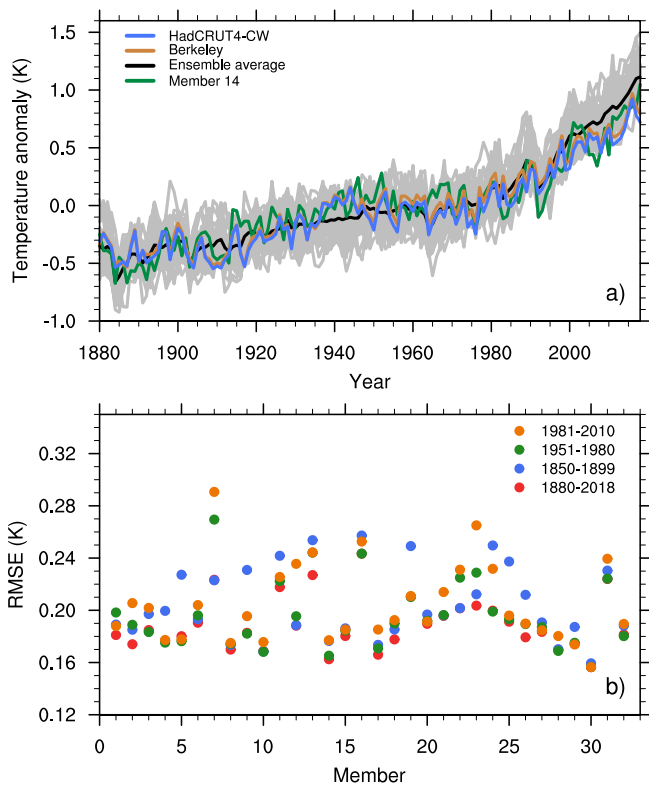 HadCRUT4-CW
Berkeley
Ensemble average
Member 14
1.5
1.0
0.5
0.0
-0.5
-1.0
Temperature anomaly (K)
a)
1880 1900 1920 1940 1960 1980 2000
Year
1981-2010
1951-1980
1850-1899
1880-2018
0.32
0.28
0.24
0.20
0.16
0.12
RMSE (K)
b)
0 5 10 15 20 25 30
Member